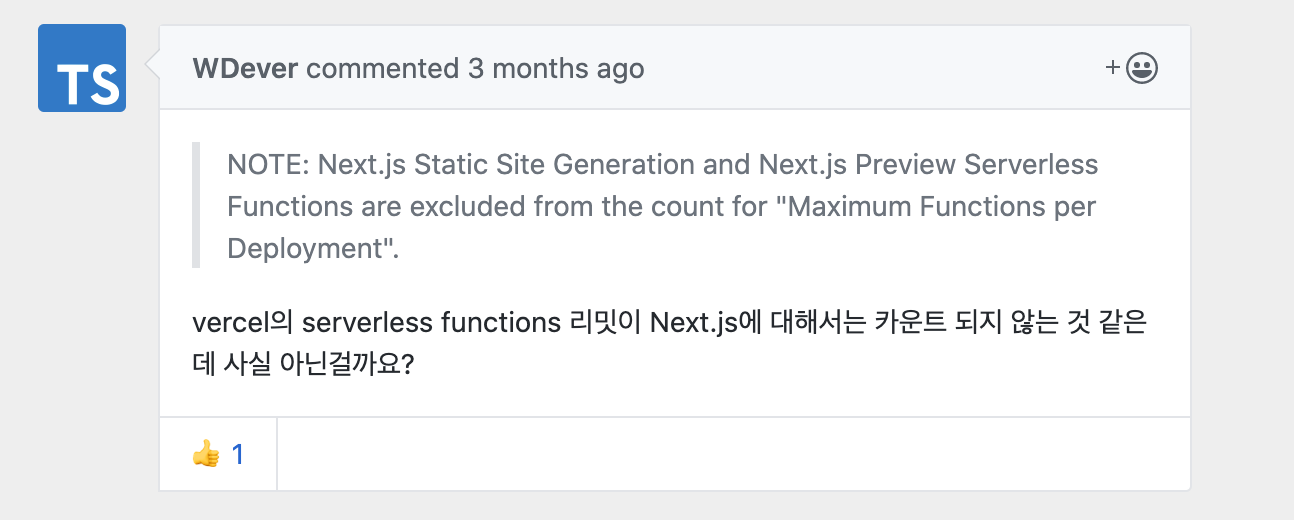 TS
WDever commented 3 months ago
NOTE: Next.js Static Site Generation and Next.js Preview Serverless
Functions are excluded from the count for "Maximum Functions per
Deployment".
vercel의 serverless functions 리밋이 Next.js에 대해서는 카운트 되지 않는 것 같은
데 사실 아닌걸까요?
👍 1